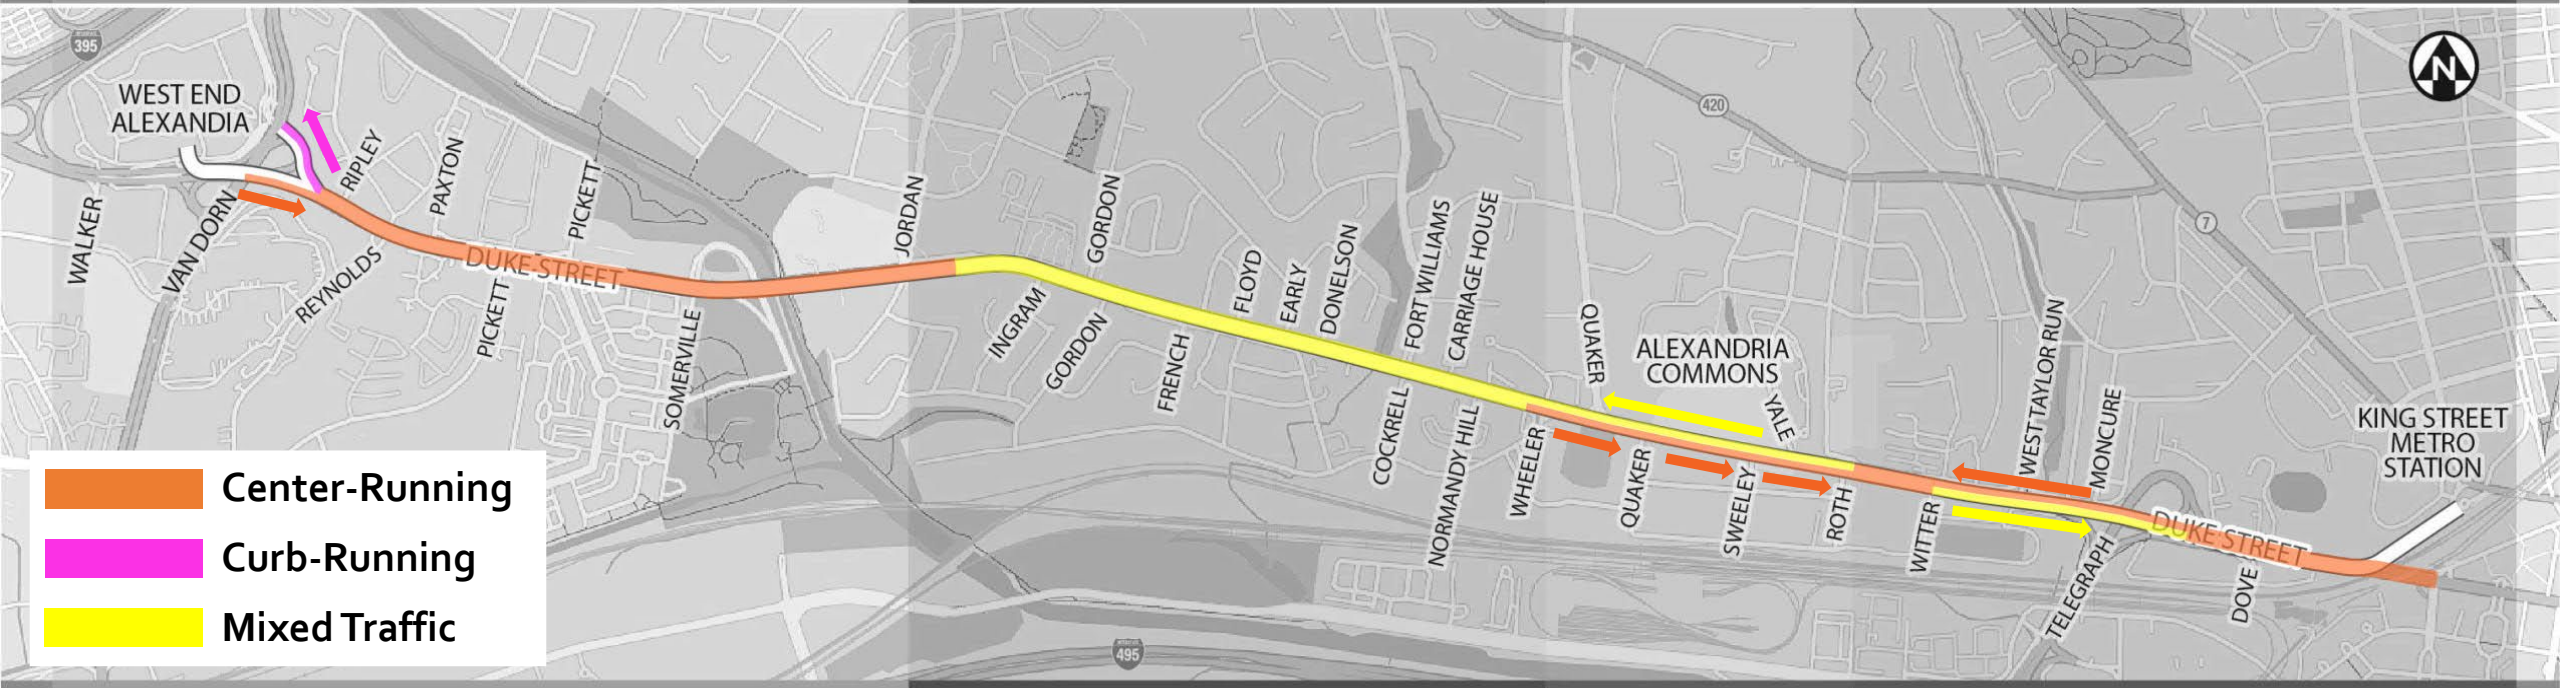 395
WEST END
ALEXANDIA
WALKER
VAN DORN
RIPLEY
REYNOLDS
PAXTON
PICKETT
PICKETT
DUKE STREET
SOMERVILLE
JORDAN
INGRAM
GORDON
GORDON
FRENCH
FLOYD
EARLY
DONELSON
COCKRELL
FORT WILLIAMS
CARRIAGE HOUSE
NORMANDY HILL
WHEELER
QUAKER
QUAKER
ALEXANDRIA
COMMONS
YALE
SWEELEY
ROTH
WITTER
WEST TAYLOR RUN
MONCURE
TELEGRAPH
DUKE STREET
DOVE
KING STREET
METRO
STATION
420
7
N
495
Center-Running
Curb-Running
Mixed Traffic